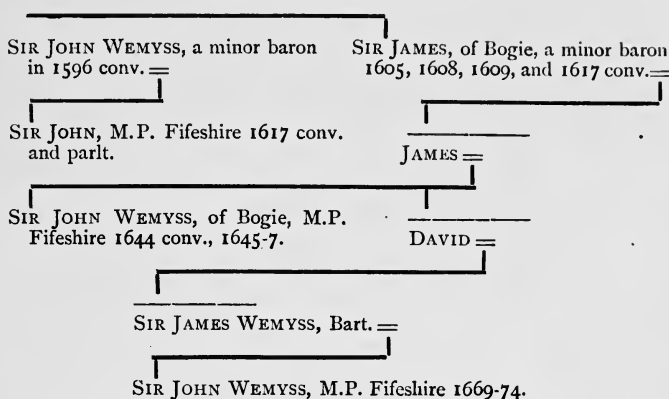 SIR JOHN WEMYSS, a minor baron
in 1596 conv. =
SIR JAMES, of Bogie, a minor baron
1605, 1608, 1609, and 1617 conv. =
SIR JOHN, M.P. Fifeshire 1617 conv.
and parlt.
JAMES =
SIR JOHN WEMYSS, of Bogie, M.P.
Fifeshire 1644 conv., 1645-7.
DAVID =
SIR JAMES WEMYSS, Bart. =
SIR JOHN WEMYSS, M.P. Fifeshire 1669-74.